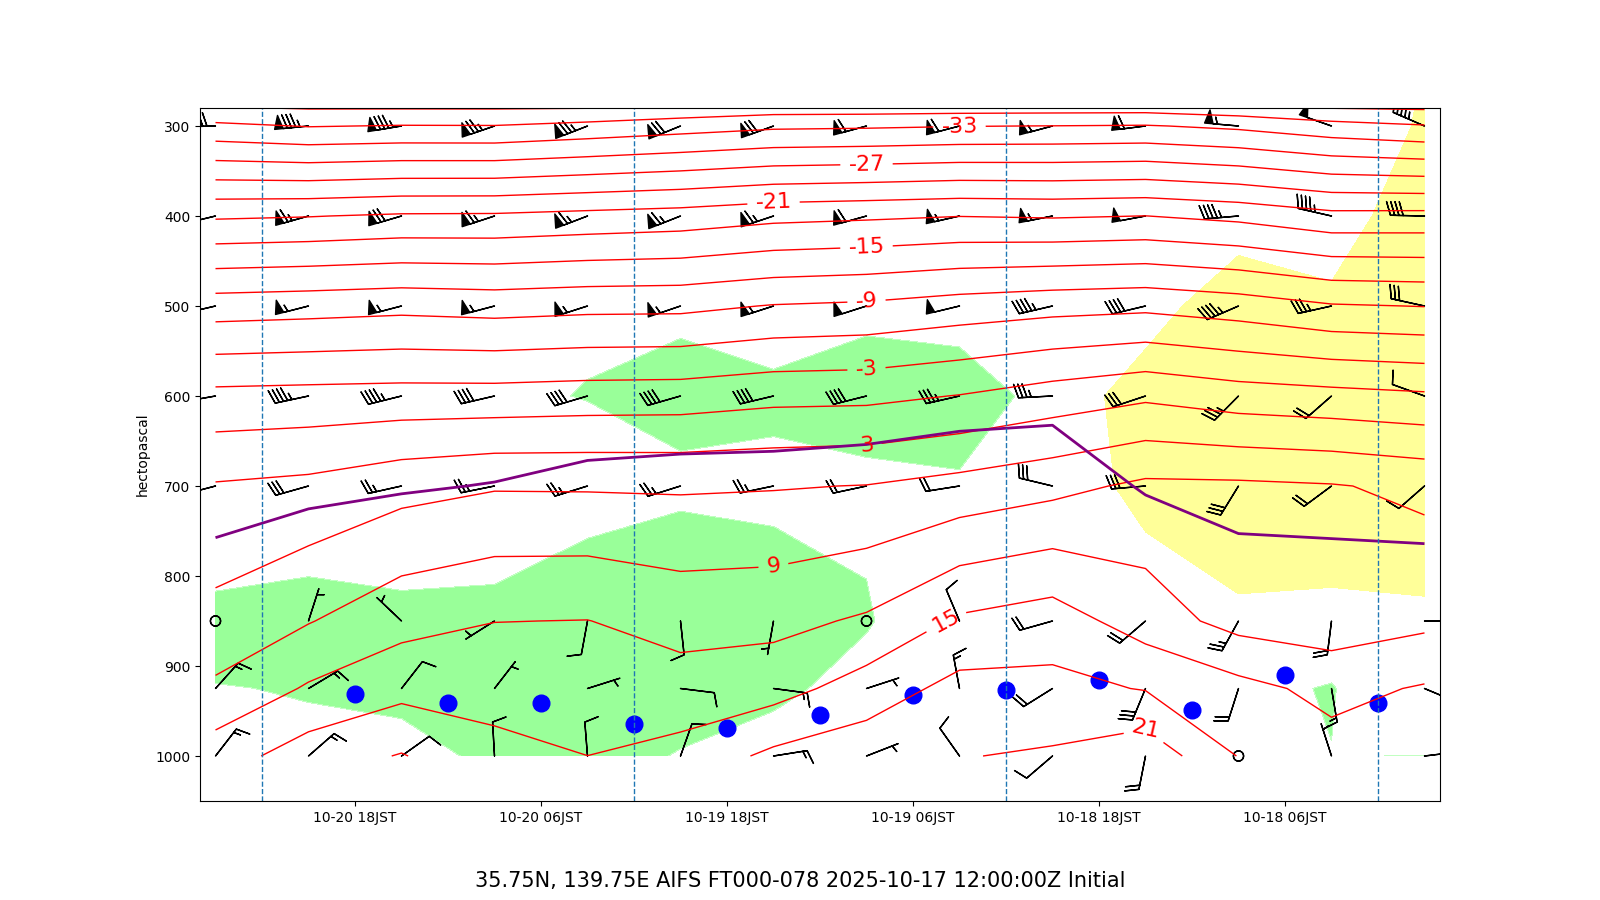 300
400
500
600
700
800
900
1000
hectopascal
-33
-27
-21
-15
-9
-3
3
9
15
21
10-20 18JST
10-20 06JST
10-19 18JST
10-19 06JST
10-18 18JST
10-18 06JST
35.75N, 139.75E AIFS FT000-078 2025-10-17 12:00:00Z Initial